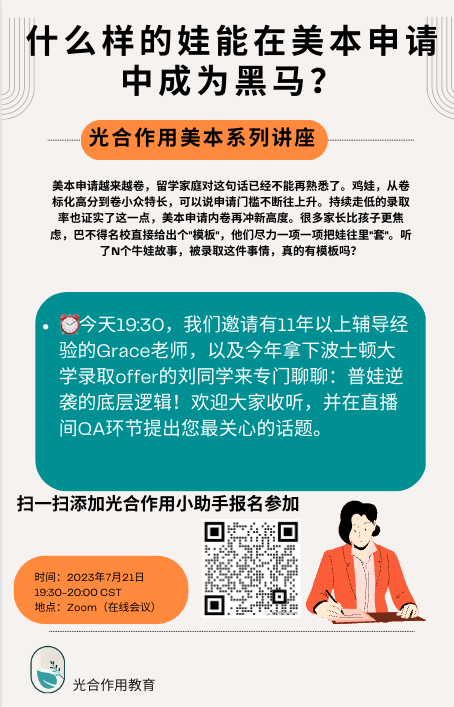 什么样的娃能在美本申请
中成为黑马？
光合作用美本系列讲座
美本申请越来越卷，留学家庭对这句话已经不能再熟悉了。鸡娃，从卷
标化高分到卷小众特长，可以说申请门槛不断往上升。持续走低的录取
率也证实了这一点，美本申请内卷再冲新高度。很多家长比孩子更焦
虑，巴不得名校直接给出个"模板"，他们尽力一项一项把娃往里"套"。听
了N个牛娃故事，被录取这件事情，真的有模板吗？
• ⏰今天19:30，我们邀请有11年以上辅导经
验的Grace老师，以及今年拿下波士顿大
学录取offer的刘同学来专门聊聊：普娃逆
袭的底层逻辑！欢迎大家收听，并在直播
间QA环节提出您最关心的话题。
扫一扫添加光合作用小助手报名参加
时间：2023年7月21日
19:30-20:00 CST
地点：Zoom（在线会议）
光合作用教育